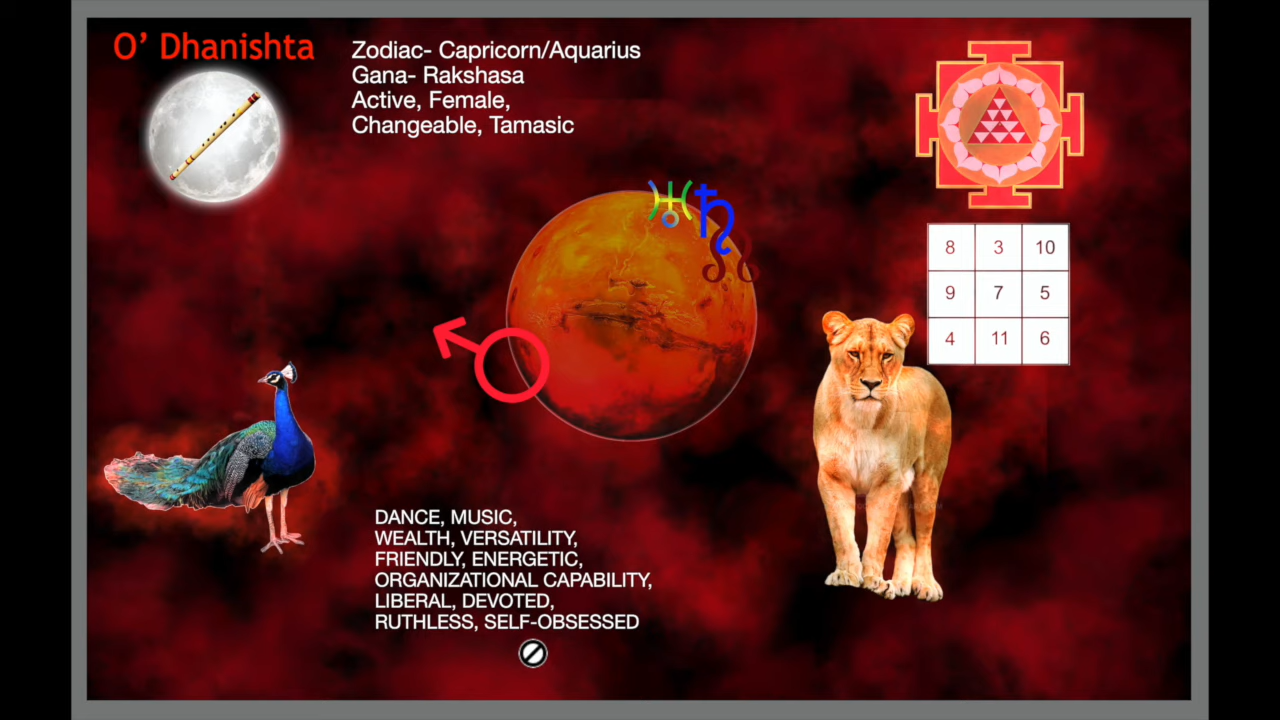 O’ Dhanishta
Zodiac- Capricorn/Aquarius
Gana- Rakshasa
Active, Female,
Changeable, Tamasic
8 3 10
9 7 5
4 11 6
DANCE, MUSIC,
WEALTH, VERSATILITY,
FRIENDLY, ENERGETIC,
ORGANIZATIONAL CAPABILITY,
LIBERAL, DEVOTED,
RUTHLESS, SELF-OBSESSED